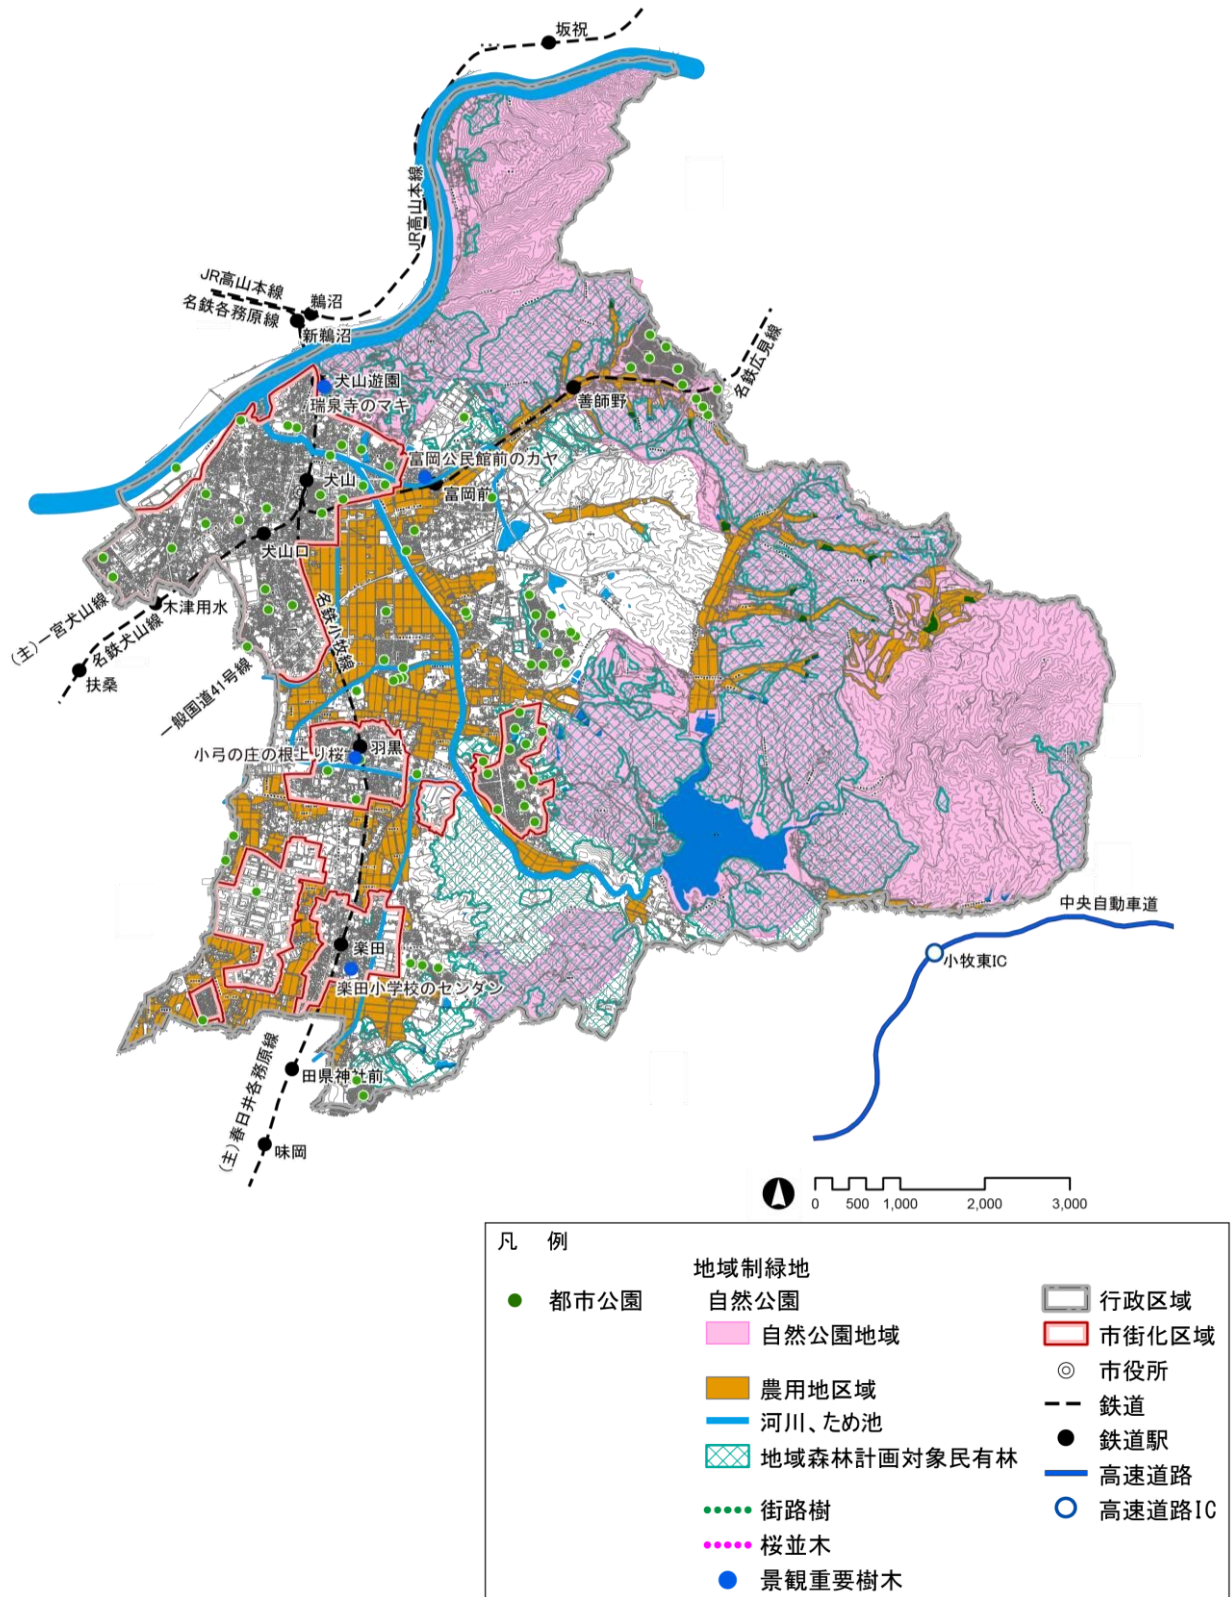 坂祝
JR高山本線
JR高山本線
名鉄各務原線
鵜沼
新鵜沼
犬山遊園
瑞泉寺のマキ
善師野
名鉄広見線
富岡公民館前のカヤ
犬山
富岡前
犬山口
木津用水
(主)一宮犬山線
名鉄犬山線
扶桑
名鉄小牧線
一般国道41号線
羽黒
小弓の庄の根上り桜
中央自動車道
小牧東IC
楽田
楽田小学校のセンダン
田県神社前
(主)春日井各務原線
味岡
0 500 1,000 2,000 3,000
凡 例
都市公園
地域制緑地
自然公園
自然公園地域
農用地区域
河川、ため池
地域森林計画対象民有林
街路樹
桜並木
景観重要樹木
行政区域
市街化区域
市役所
鉄道
鉄道駅
高速道路
高速道路IC